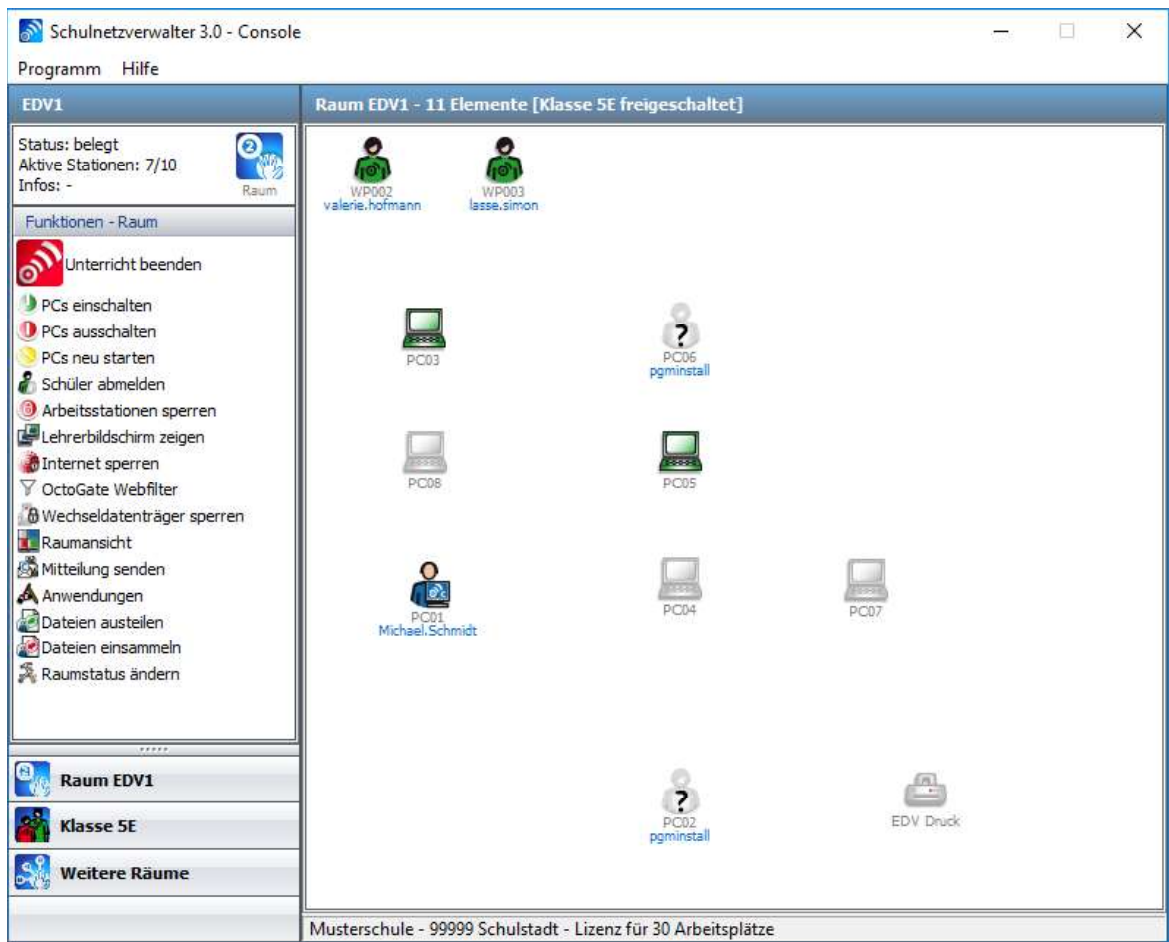 Schulnetzverwalter 3.0 - Console
Programm Hilfe
EDV1
Status: belegt
Aktive Stationen: 7/10
Infos: -
2
Raum
Funktionen - Raum
Unterricht beenden
PCs einschalten
PCs ausschalten
PCs neu starten
Schüler abmelden
Arbeitsstationen sperren
Lehrerbildschirm zeigen
Internet sperren
OctoGate Webfilter
Wechseldatenträger sperren
Raumansicht
Mitteilung senden
Anwendungen
Dateien austeilen
Dateien einsammeln
Raumstatus ändern
Raum EDV1
Klasse 5E
Weitere Räume
Raum EDV1 - 11 Elemente [Klasse 5E freigeschaltet]
WP002 WP003
valerie.hofmann lasse.simon
PC03 ? PC06
pgminstall
PC08 PC05
PC01 PC04 PC07
Michael.Schmidt
? PC02 EDV Druck
pgminstall
Musterschule - 99999 Schulstadt - Lizenz für 30 Arbeitsplätze